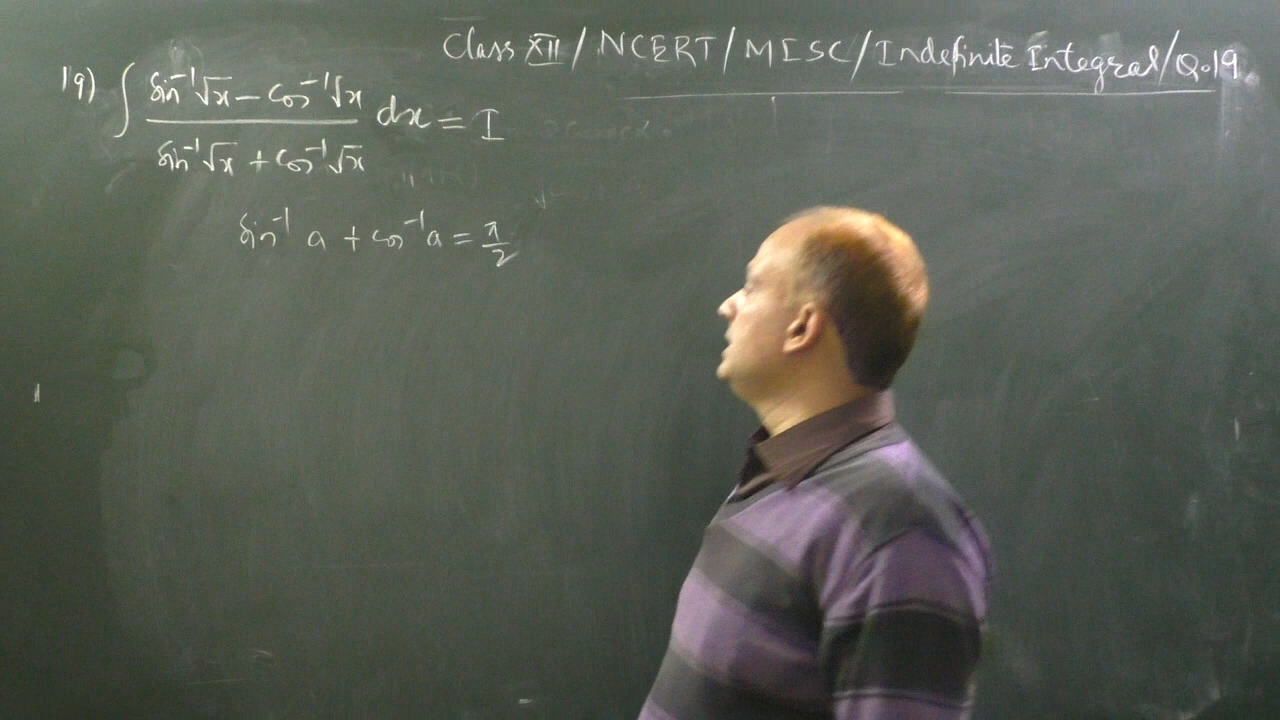 Class XII / NCERT / MISC / Indefinite Integral / Q.19
19) ∫ (sin⁻¹√x − cos⁻¹√x) / (sin⁻¹√x + cos⁻¹√x) dx = I
sin⁻¹ a + cos⁻¹ a = π/2